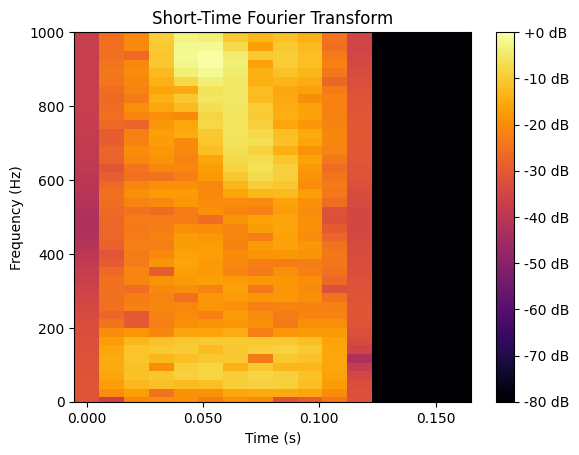 Short-Time Fourier Transform
1000
800
600
400
200
0
Frequency (Hz)
0.000
0.050
0.100
0.150
Time (s)
+0 dB
-10 dB
-20 dB
-30 dB
-40 dB
-50 dB
-60 dB
-70 dB
-80 dB